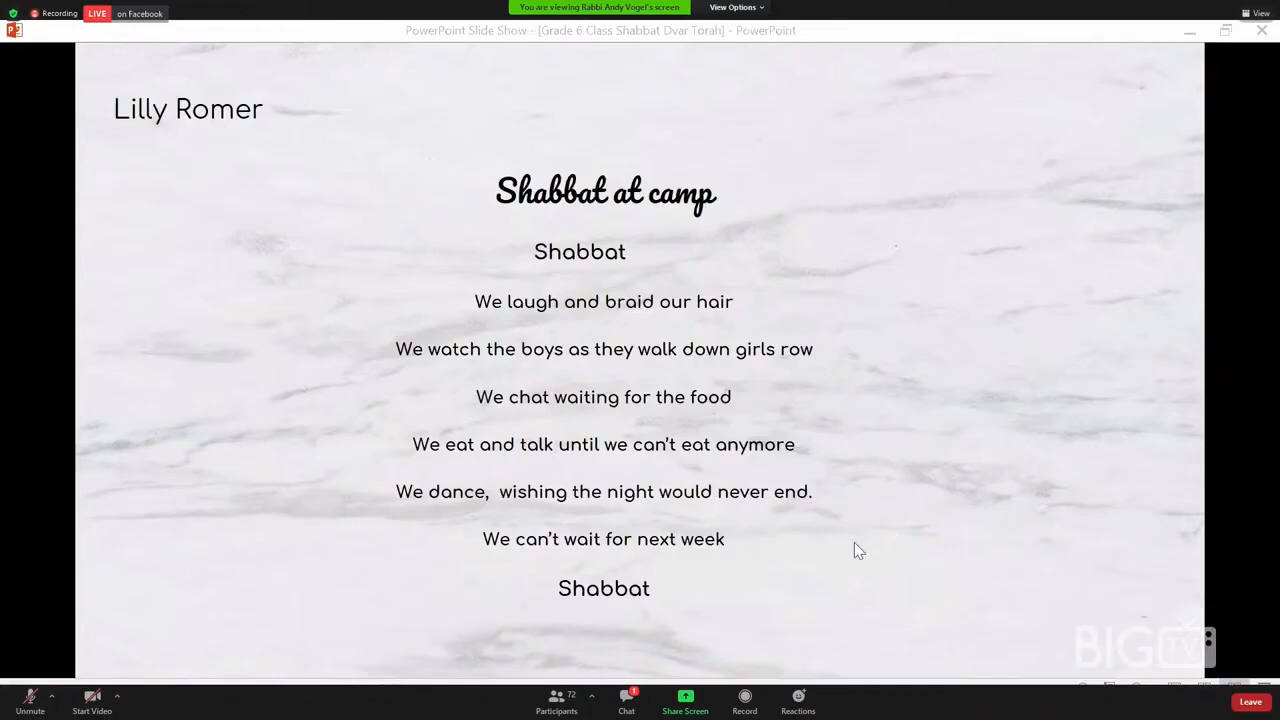 Recording
LIVE on Facebook
You are viewing Rabbi Andy Vogel's screen
View Options
View
PowerPoint Slide Show - [Grade 6 Class Shabbat Dvar Torah] - PowerPoint
Lilly Romer
Shabbat at camp
Shabbat
We laugh and braid our hair
We watch the boys as they walk down girls row
We chat waiting for the food
We eat and talk until we can't eat anymore
We dance,  wishing the night would never end.
We can't wait for next week
Shabbat
BIG TV
Unmute
Start Video
72
Participants
1
Chat
Share Screen
Record
Reactions
Leave